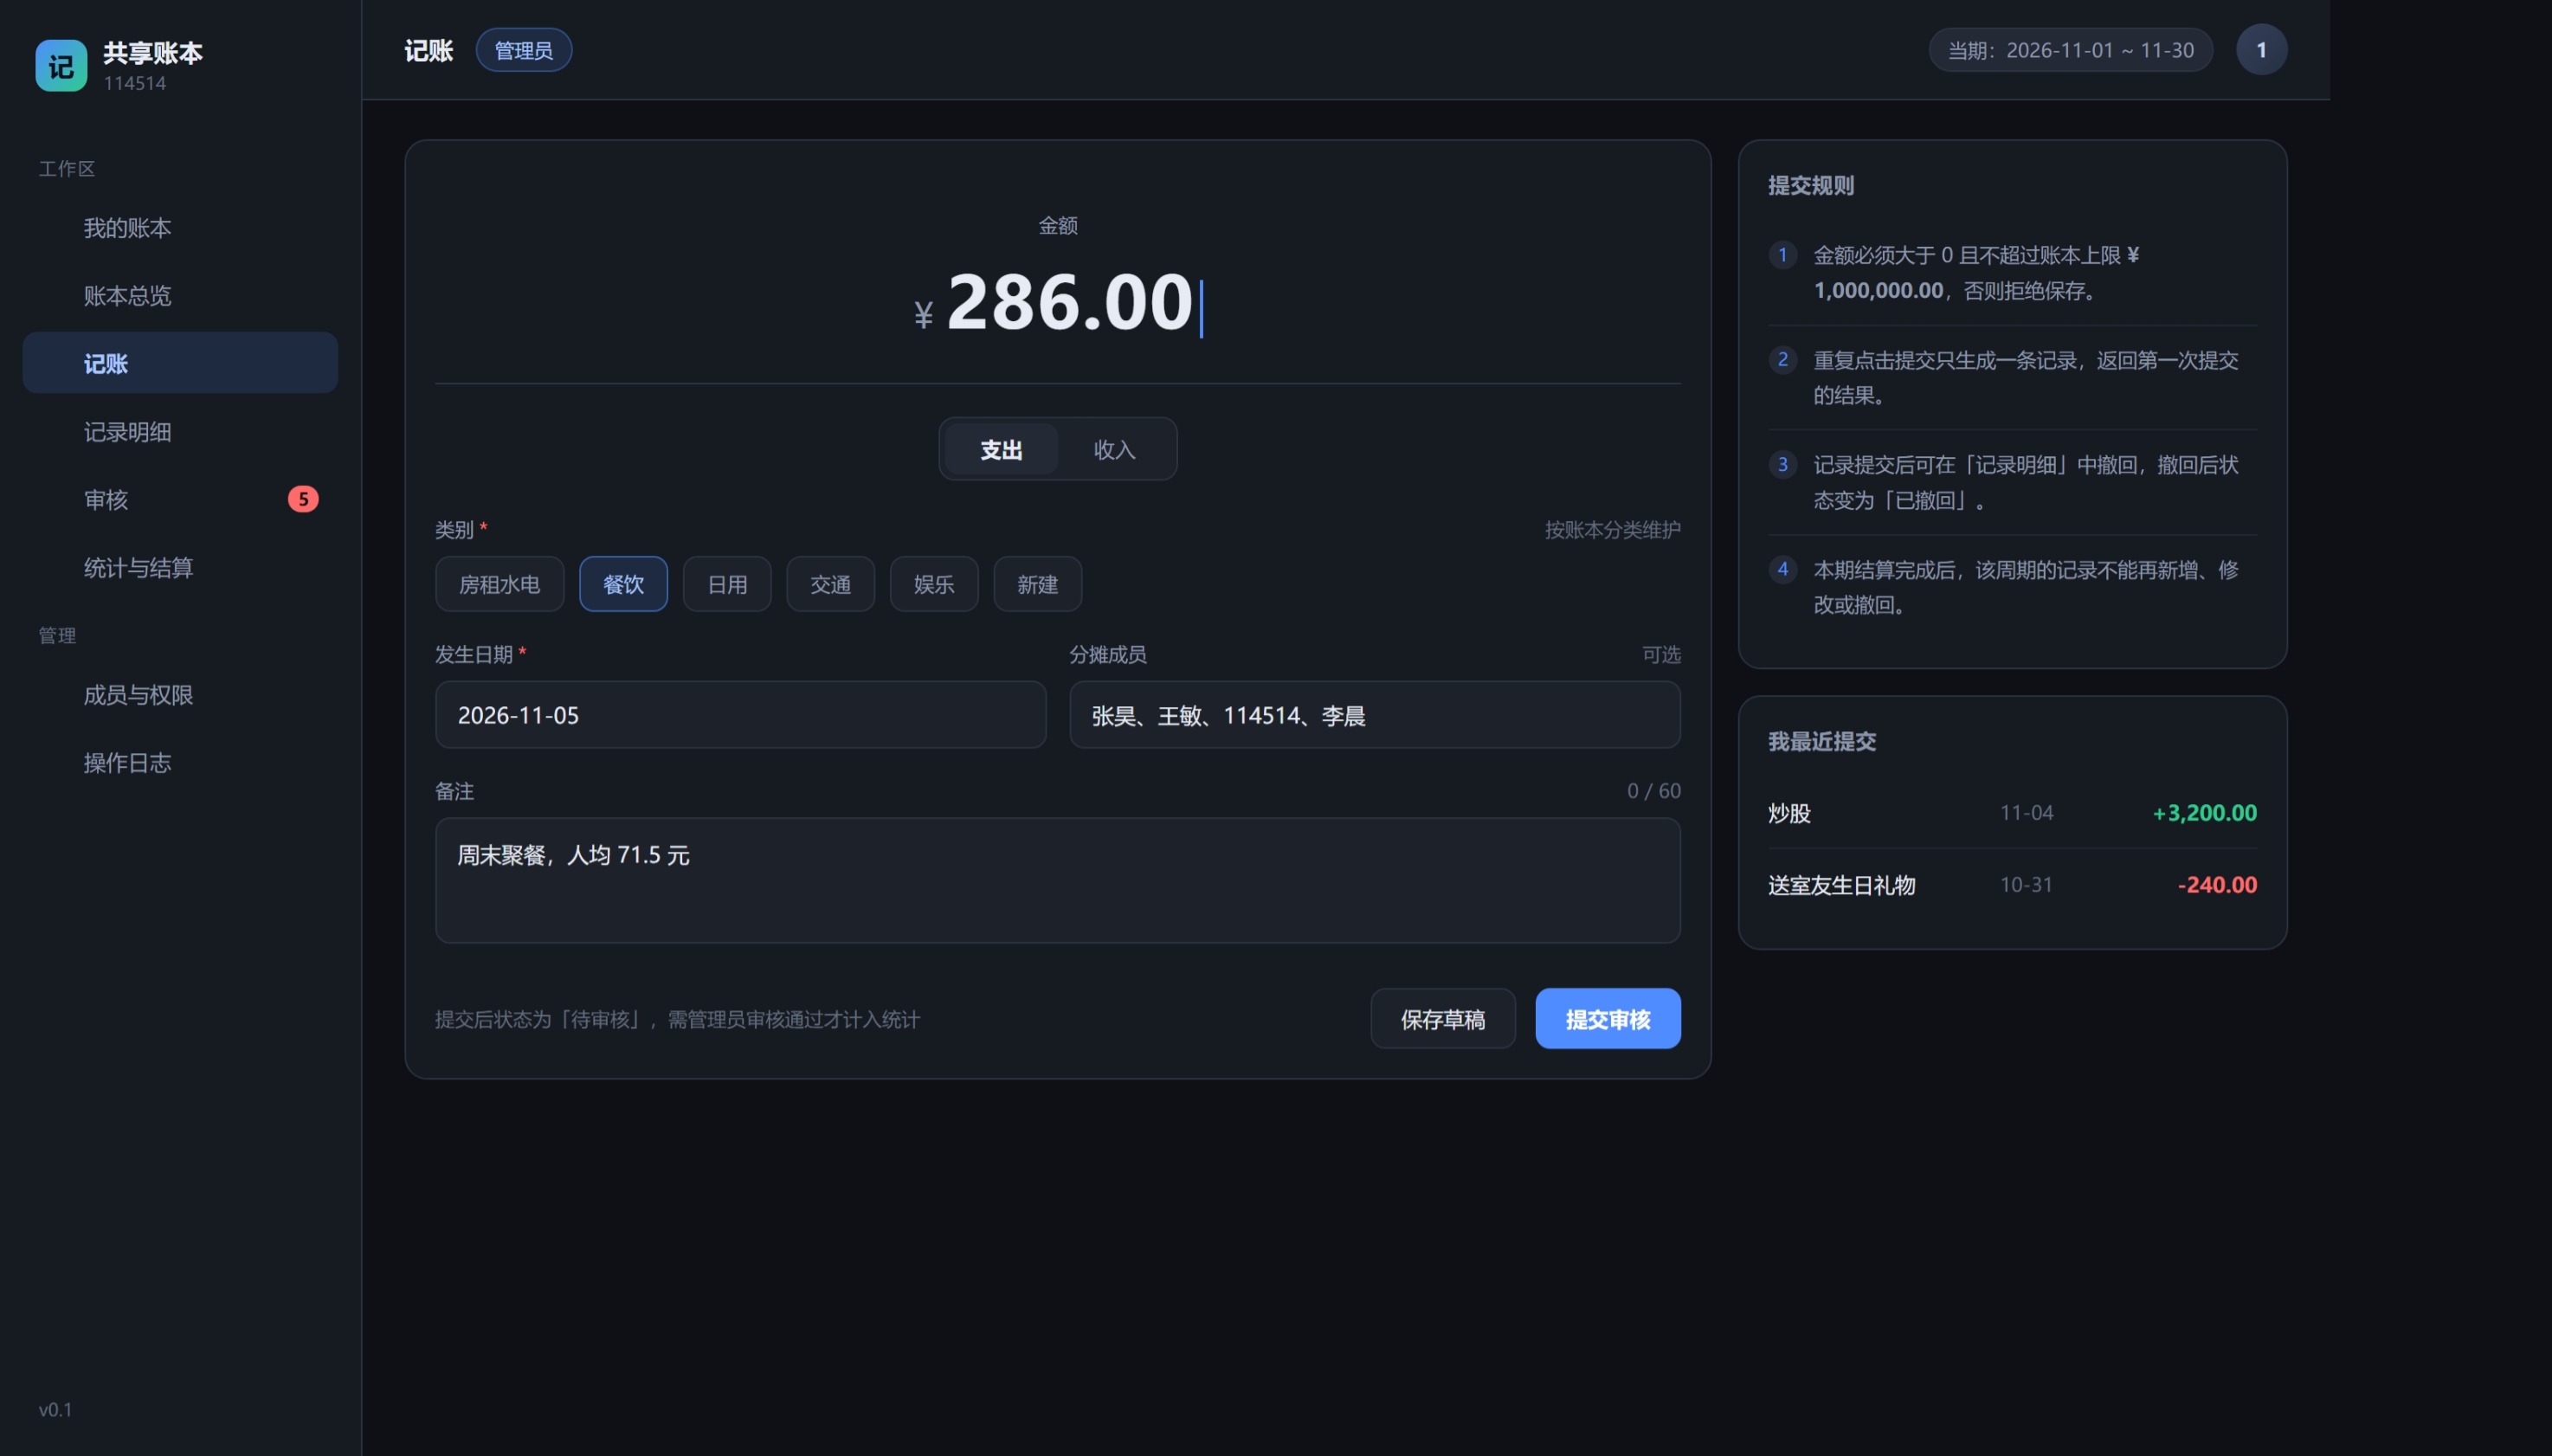 记
共享账本
114514
工作区
我的账本
账本总览
记账
记录明细
审核
5
统计与结算
管理
成员与权限
操作日志
v0.1
记账
管理员
当期：2026-11-01 ~ 11-30
1
金额
¥ 286.00
支出
收入
类别 *
按账本分类维护
房租水电
餐饮
日用
交通
娱乐
新建
发生日期 *
分摊成员
可选
2026-11-05
张昊、王敏、114514、李晨
备注
0 / 60
周末聚餐，人均 71.5 元
提交后状态为「待审核」，需管理员审核通过才计入统计
保存草稿
提交审核
提交规则
1
金额必须大于 0 且不超过账本上限 ¥
1,000,000.00，否则拒绝保存。
2
重复点击提交只生成一条记录，返回第一次提交
的结果。
3
记录提交后可在「记录明细」中撤回，撤回后状
态变为「已撤回」。
4
本期结算完成后，该周期的记录不能再新增、修
改或撤回。
我最近提交
炒股
11-04
+3,200.00
送室友生日礼物
10-31
-240.00